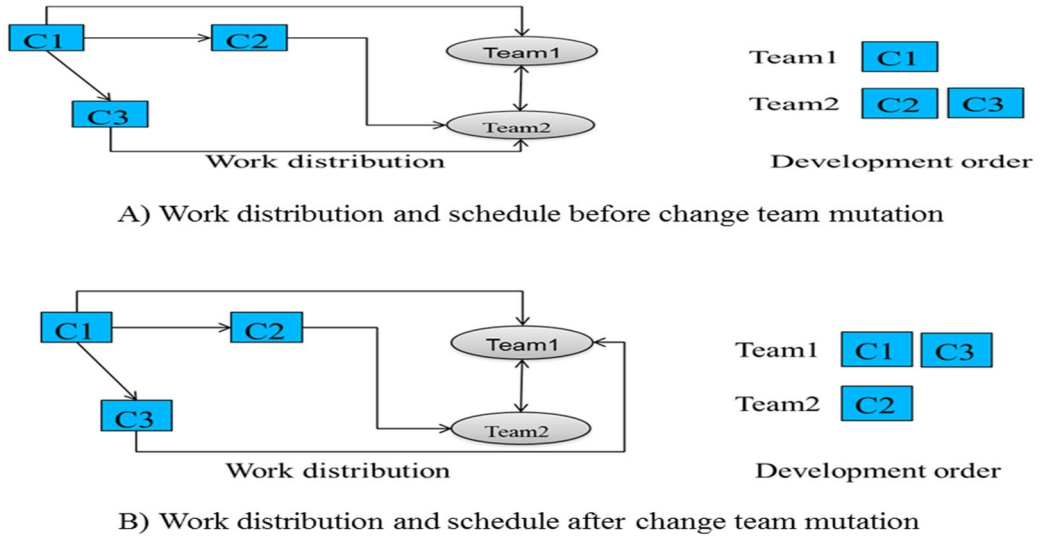 C1
C2
Team1
C3
Team2
Work distribution
Team1 C1
Team2 C2 C3
Development order
A) Work distribution and schedule before change team mutation
C1
C2
Team1
C3
Team2
Work distribution
Team1 C1 C3
Team2 C2
Development order
B) Work distribution and schedule after change team mutation